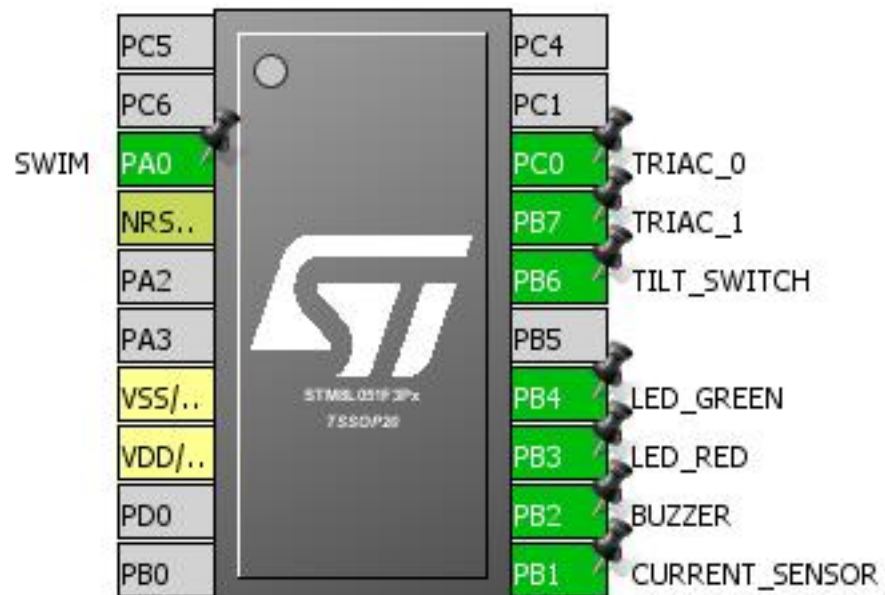 PC5
PC4
PC6
PC1
SWIM PA0
PC0 TRIAC_0
NRS..
PB7 TRIAC_1
PA2
PB6 TILT_SWITCH
PA3
PB5
VSS/..
PB4 LED_GREEN
VDD/..
PB3 LED_RED
PD0
PB2 BUZZER
PB0
PB1 CURRENT_SENSOR
ST
STM8L051F3Px
TSSOP20